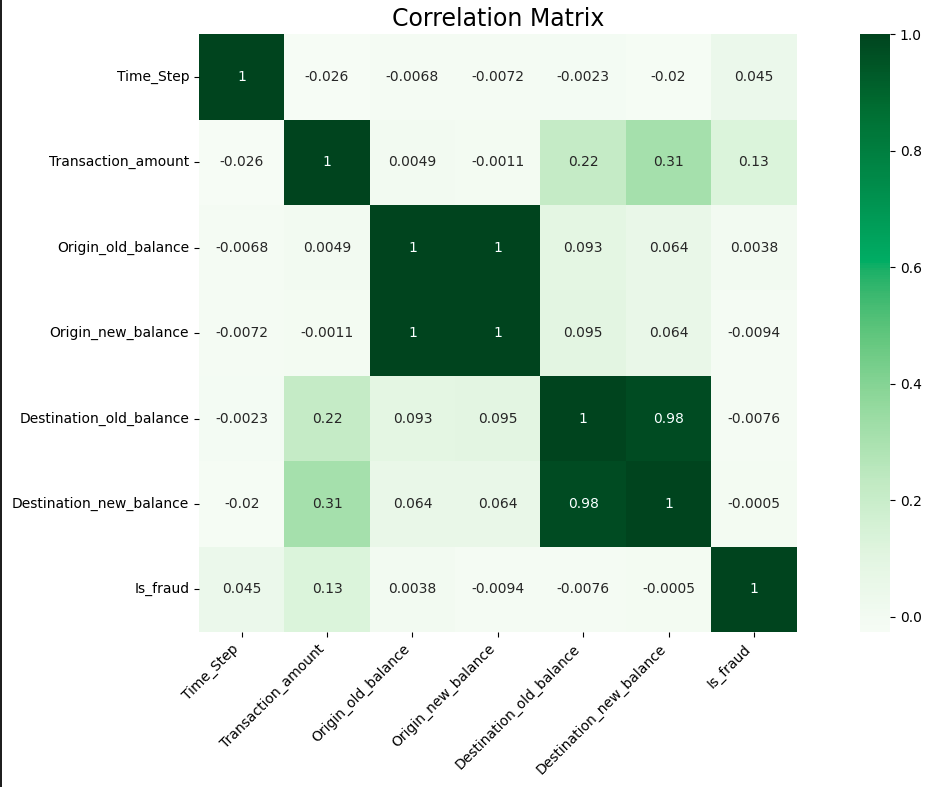 Correlation Matrix
Time_Step 1 -0.026 -0.0068 -0.0072 -0.0023 -0.02 0.045
Transaction_amount -0.026 1 0.0049 -0.0011 0.22 0.31 0.13
Origin_old_balance -0.0068 0.0049 1 1 0.093 0.064 0.0038
Origin_new_balance -0.0072 -0.0011 1 1 0.095 0.064 -0.0094
Destination_old_balance -0.0023 0.22 0.093 0.095 1 0.98 -0.0076
Destination_new_balance -0.02 0.31 0.064 0.064 0.98 1 -0.0005
Is_fraud 0.045 0.13 0.0038 -0.0094 -0.0076 -0.0005 1
Time_Step
Transaction_amount
Origin_old_balance
Origin_new_balance
Destination_old_balance
Destination_new_balance
Is_fraud
1.0
0.8
0.6
0.4
0.2
0.0